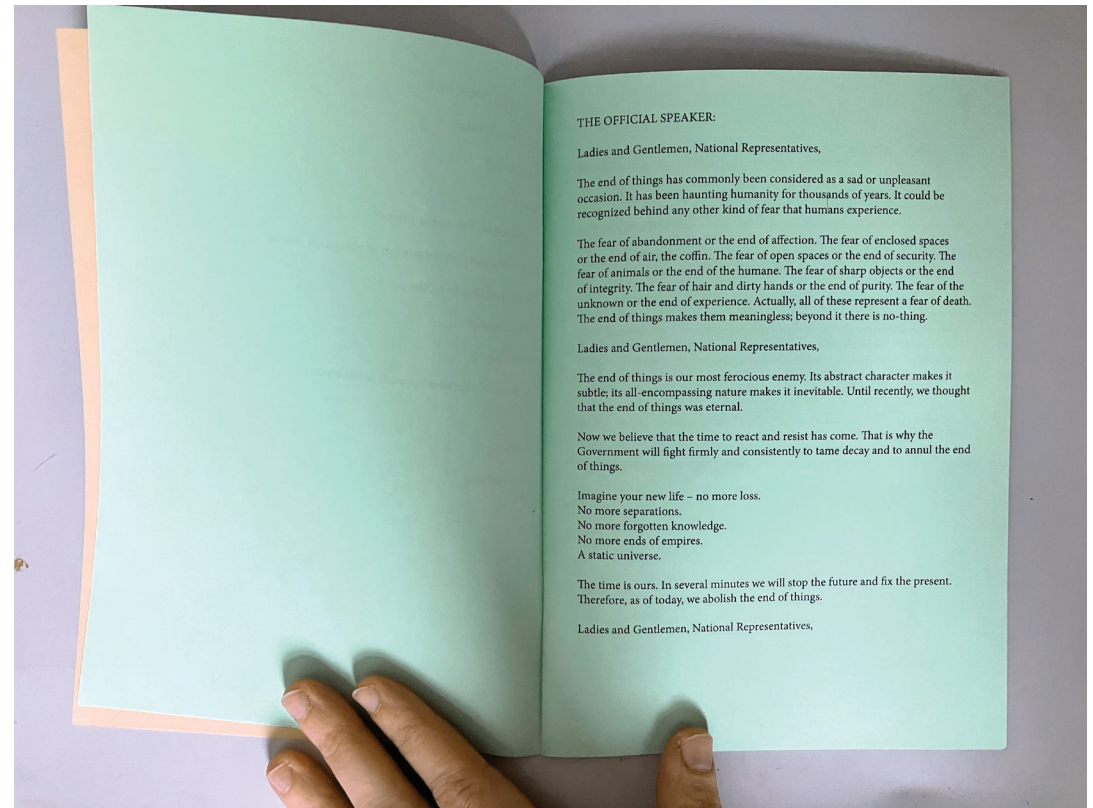 THE OFFICIAL SPEAKER:
Ladies and Gentlemen, National Representatives,
The end of things has commonly been considered as a sad or unpleasant
occasion. It has been haunting humanity for thousands of years. It could be
recognized behind any other kind of fear that humans experience.
The fear of abandonment or the end of affection. The fear of enclosed spaces
or the end of air, the coffin. The fear of open spaces or the end of security. The
fear of animals or the end of the humane. The fear of sharp objects or the end
of integrity. The fear of hair and dirty hands or the end of purity. The fear of the
unknown or the end of experience. Actually, all of these represent a fear of death.
The end of things makes them meaningless; beyond it there is no-thing.
Ladies and Gentlemen, National Representatives,
The end of things is our most ferocious enemy. Its abstract character makes it
subtle; its all-encompassing nature makes it inevitable. Until recently, we thought
that the end of things was eternal.
Now we believe that the time to react and resist has come. That is why the
Government will fight firmly and consistently to tame decay and to annul the end
of things.
Imagine your new life – no more loss.
No more separations.
No more forgotten knowledge.
No more ends of empires.
A static universe.
The time is ours. In several minutes we will stop the future and fix the present.
Therefore, as of today, we abolish the end of things.
Ladies and Gentlemen, National Representatives,